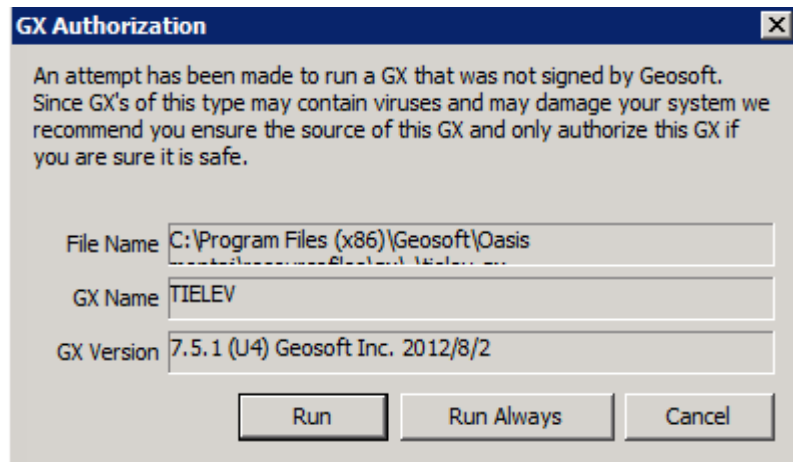 GX Authorization
An attempt has been made to run a GX that was not signed by Geosoft.
Since GX's of this type may contain viruses and may damage your system we
recommend you ensure the source of this GX and only authorize this GX if
you are sure it is safe.
File Name C:\Program Files (x86)\Geosoft\Oasis
GX Name TIELEV
GX Version 7.5.1 (U4) Geosoft Inc. 2012/8/2
Run Run Always Cancel